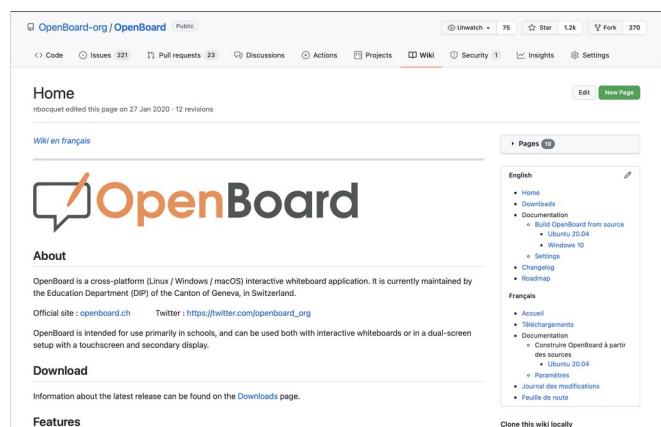 OpenBoard-org / OpenBoard Public
Unwatch 75 Star 1.2k Fork 270
Code Issues 221 Pull requests 23 Discussions Actions Projects Wiki Security 1 Insights Settings
Home
Edit New Page
nbocquet edited this page on 27 Jan 2020 · 12 revisions
Wiki en français
OpenBoard
About
OpenBoard is a cross-platform (Linux / Windows / macOS) interactive whiteboard application. It is currently maintained by
the Education Department (DIP) of the Canton of Geneva, in Switzerland.
Official site : openboard.ch Twitter : https://twitter.com/openboard_org
OpenBoard is intended for use primarily in schools, and can be used both with interactive whiteboards or in a dual-screen
setup with a touchscreen and secondary display.
Download
Information about the latest release can be found on the Downloads page.
Features
Pages 19
English
Home
Downloads
Documentation
Build OpenBoard from source
Ubuntu 20.04
Windows 10
Settings
Changelog
Roadmap
Français
Accueil
Téléchargements
Documentation
Construire OpenBoard à partir
des sources
Ubuntu 20.04
Paramètres
Journal des modifications
Feuille de route
Clone this wiki locally